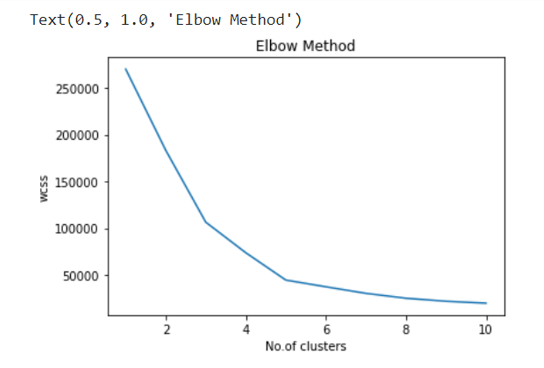 Text(0.5, 1.0, 'Elbow Method')
Elbow Method
250000
200000
150000
100000
50000
wcss
2 4 6 8 10
No.of clusters